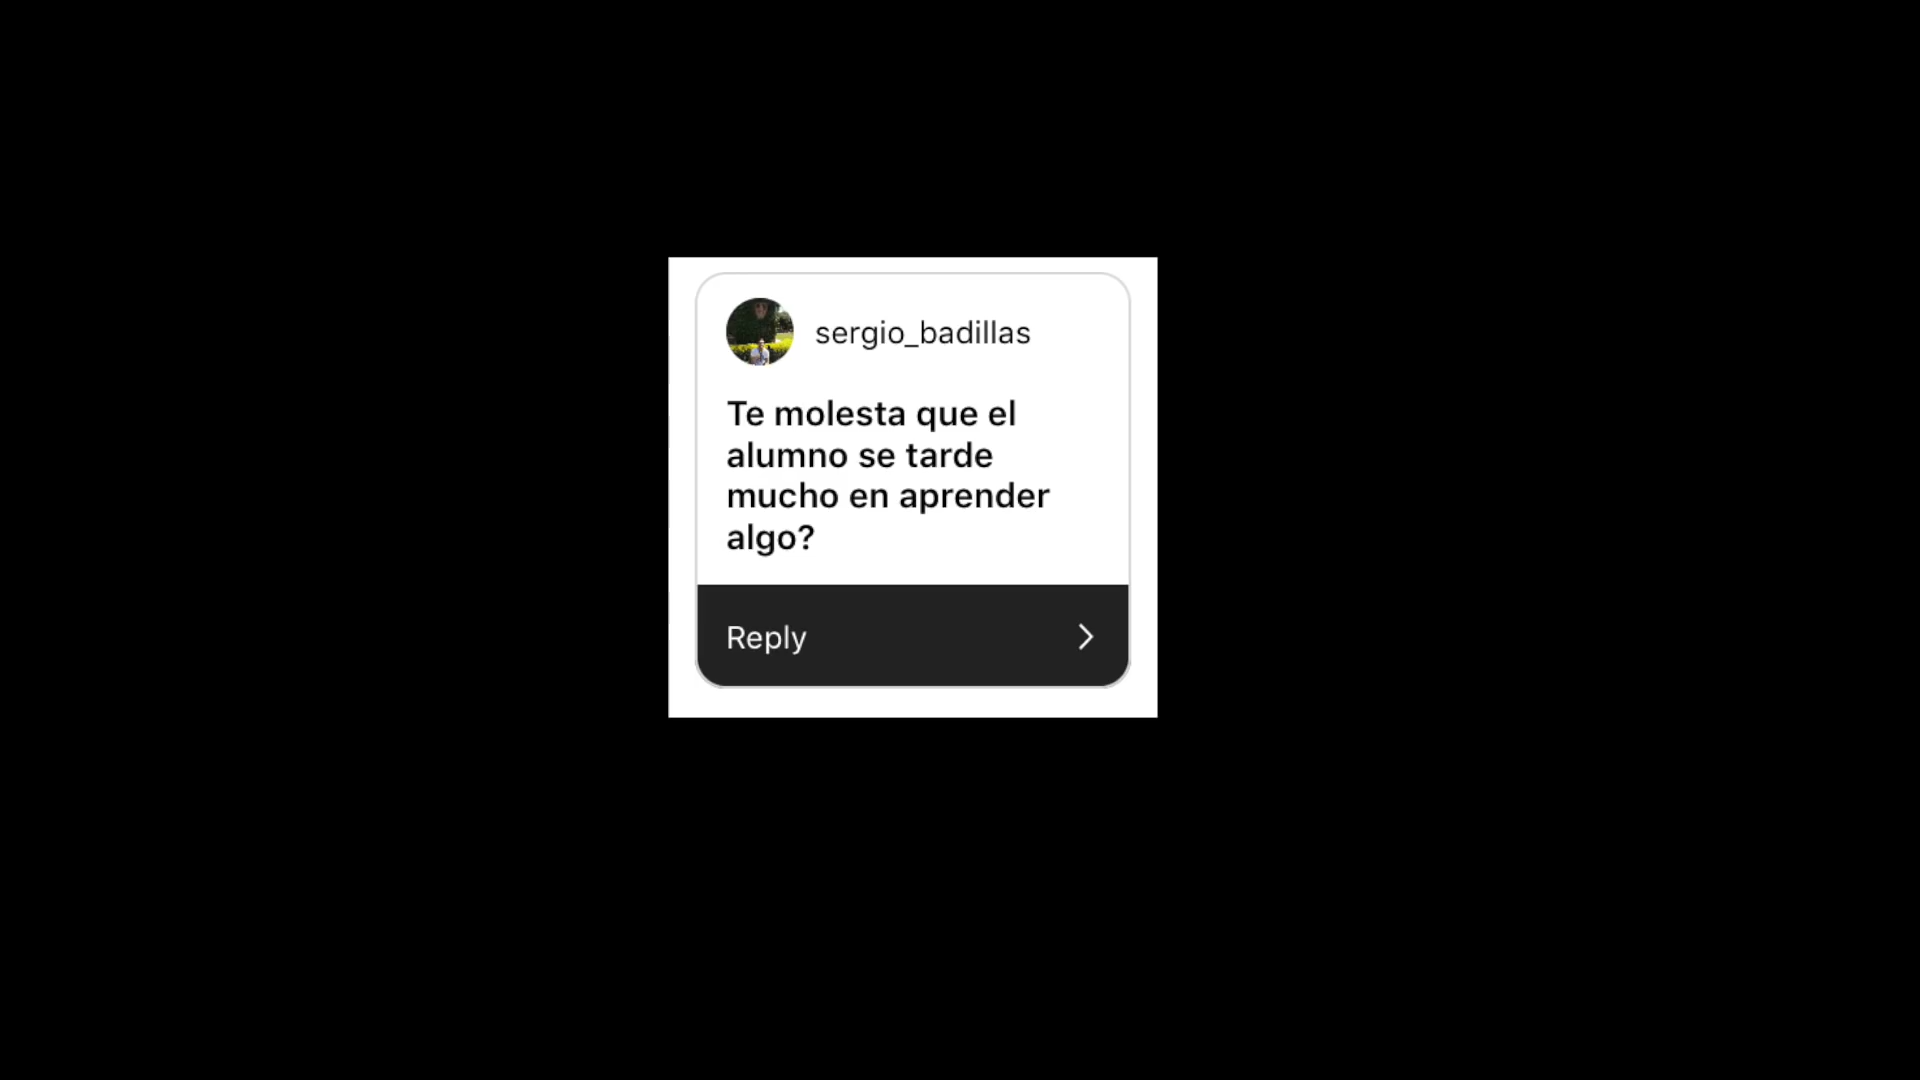 sergio_badillas
Te molesta que el
alumno se tarde
mucho en aprender
algo?
Reply